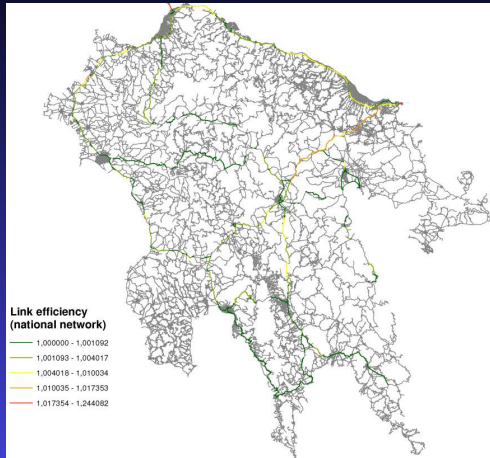 Link efficiency
(national network)
1,000000 - 1,001092
1,001093 - 1,004017
1,004018 - 1,010034
1,010035 - 1,017353
1,017354 - 1,244082